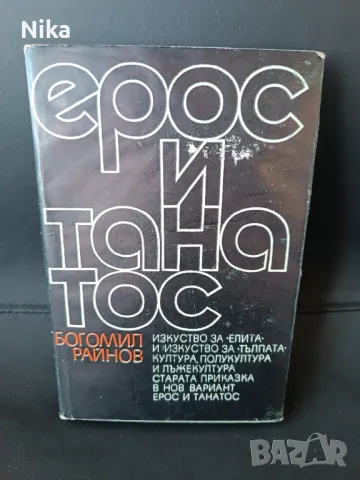 Nika
ерос
и
тана
тос
БОГОМИЛ
РАЙНОВ
ИЗКУСТВО ЗА •ЕЛИТА•
И •ИЗКУСТВО ЗА •ТЪЛПАТА•
КУЛТУРА, ПОЛУКУЛТУРА
И ЛЪЖЕКУЛТУРА
СТАРАТА ПРИКАЗКА
В НОВ ВАРИАНТ
ЕРОС И ТАНАТОС
BAZAR